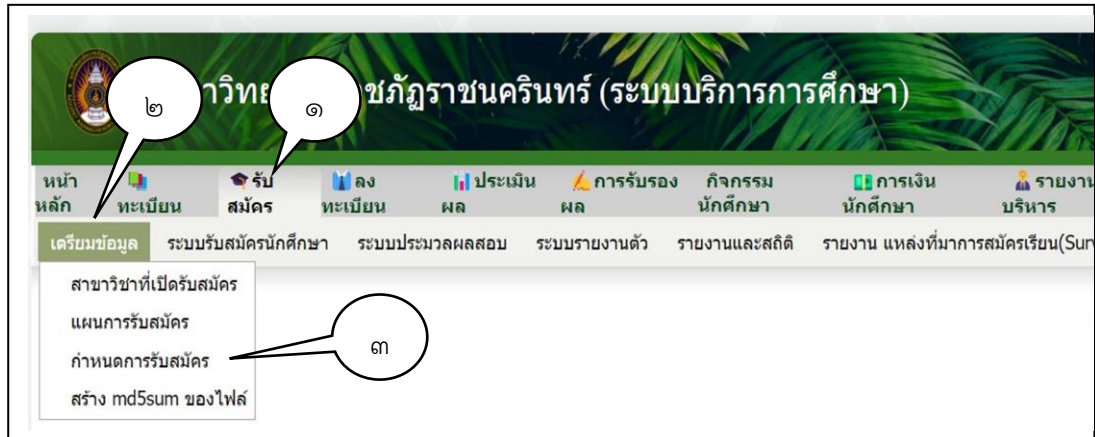 าวิทย ชภัฏราชนครินทร์ (ระบบบริการการศึกษา)
๒
๑
หน้าหลัก
ทะเบียน
รับสมัคร
ลงทะเบียน
ประเมินผล
การรับรองผล
กิจกรรมนักศึกษา
การเงินนักศึกษา
รายงานบริหาร
เตรียมข้อมูล ระบบรับสมัครนักศึกษา ระบบประมวลผลสอบ ระบบรายงานตัว รายงานและสถิติ รายงาน แหล่งที่มาการสมัครเรียน(Surv
สาขาวิชาที่เปิดรับสมัคร
แผนการรับสมัคร
กำหนดการรับสมัคร
๓
สร้าง md5sum ของไฟล์